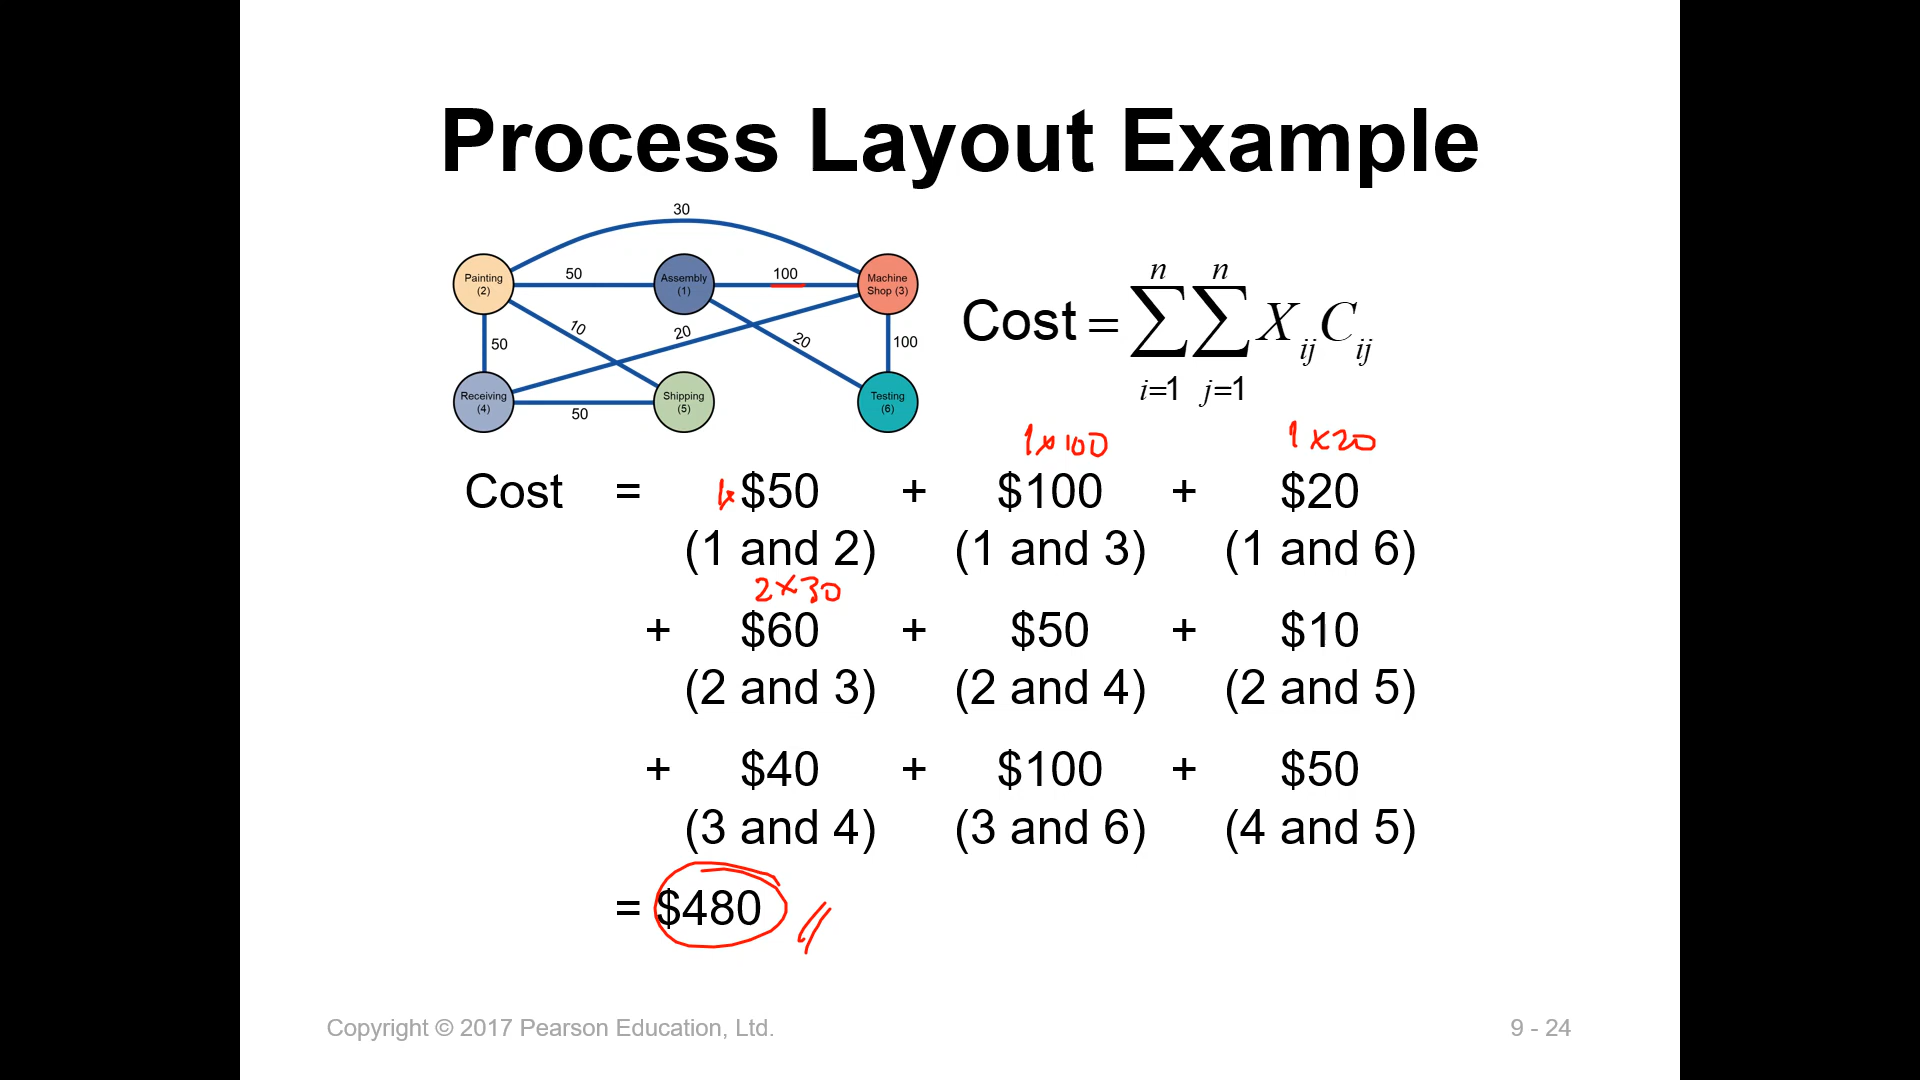 Process Layout Example
30
Painting (2)
50
Assembly (1)
100
Machine Shop (3)
50
10
20
20
100
Receiving (4)
50
Shipping (5)
Testing (6)
Cost = n ∑ i=1 n ∑ j=1 X ij C ij
1 x 100 1 x 20
Cost = $50 + $100 + $20
(1 and 2) (1 and 3) (1 and 6)
2 x 30
+ $60 + $50 + $10
(2 and 3) (2 and 4) (2 and 5)
+ $40 + $100 + $50
(3 and 4) (3 and 6) (4 and 5)
= $480
Copyright © 2017 Pearson Education, Ltd. 9 - 24